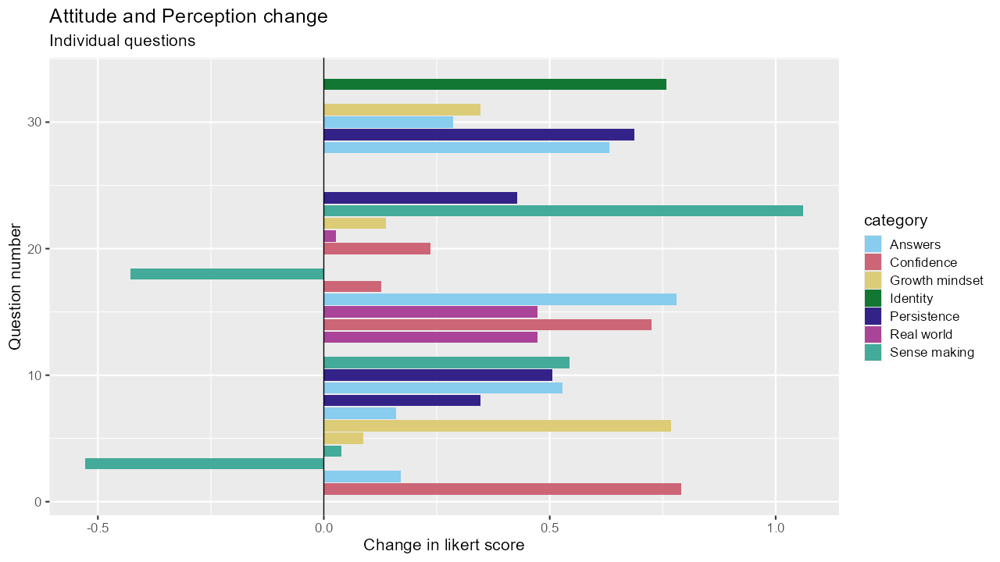 Attitude and Perception change
Individual questions
Question number
30
20
10
0
-0.5
0.0
0.5
1.0
Change in likert score
category
Answers
Confidence
Growth mindset
Identity
Persistence
Real world
Sense making